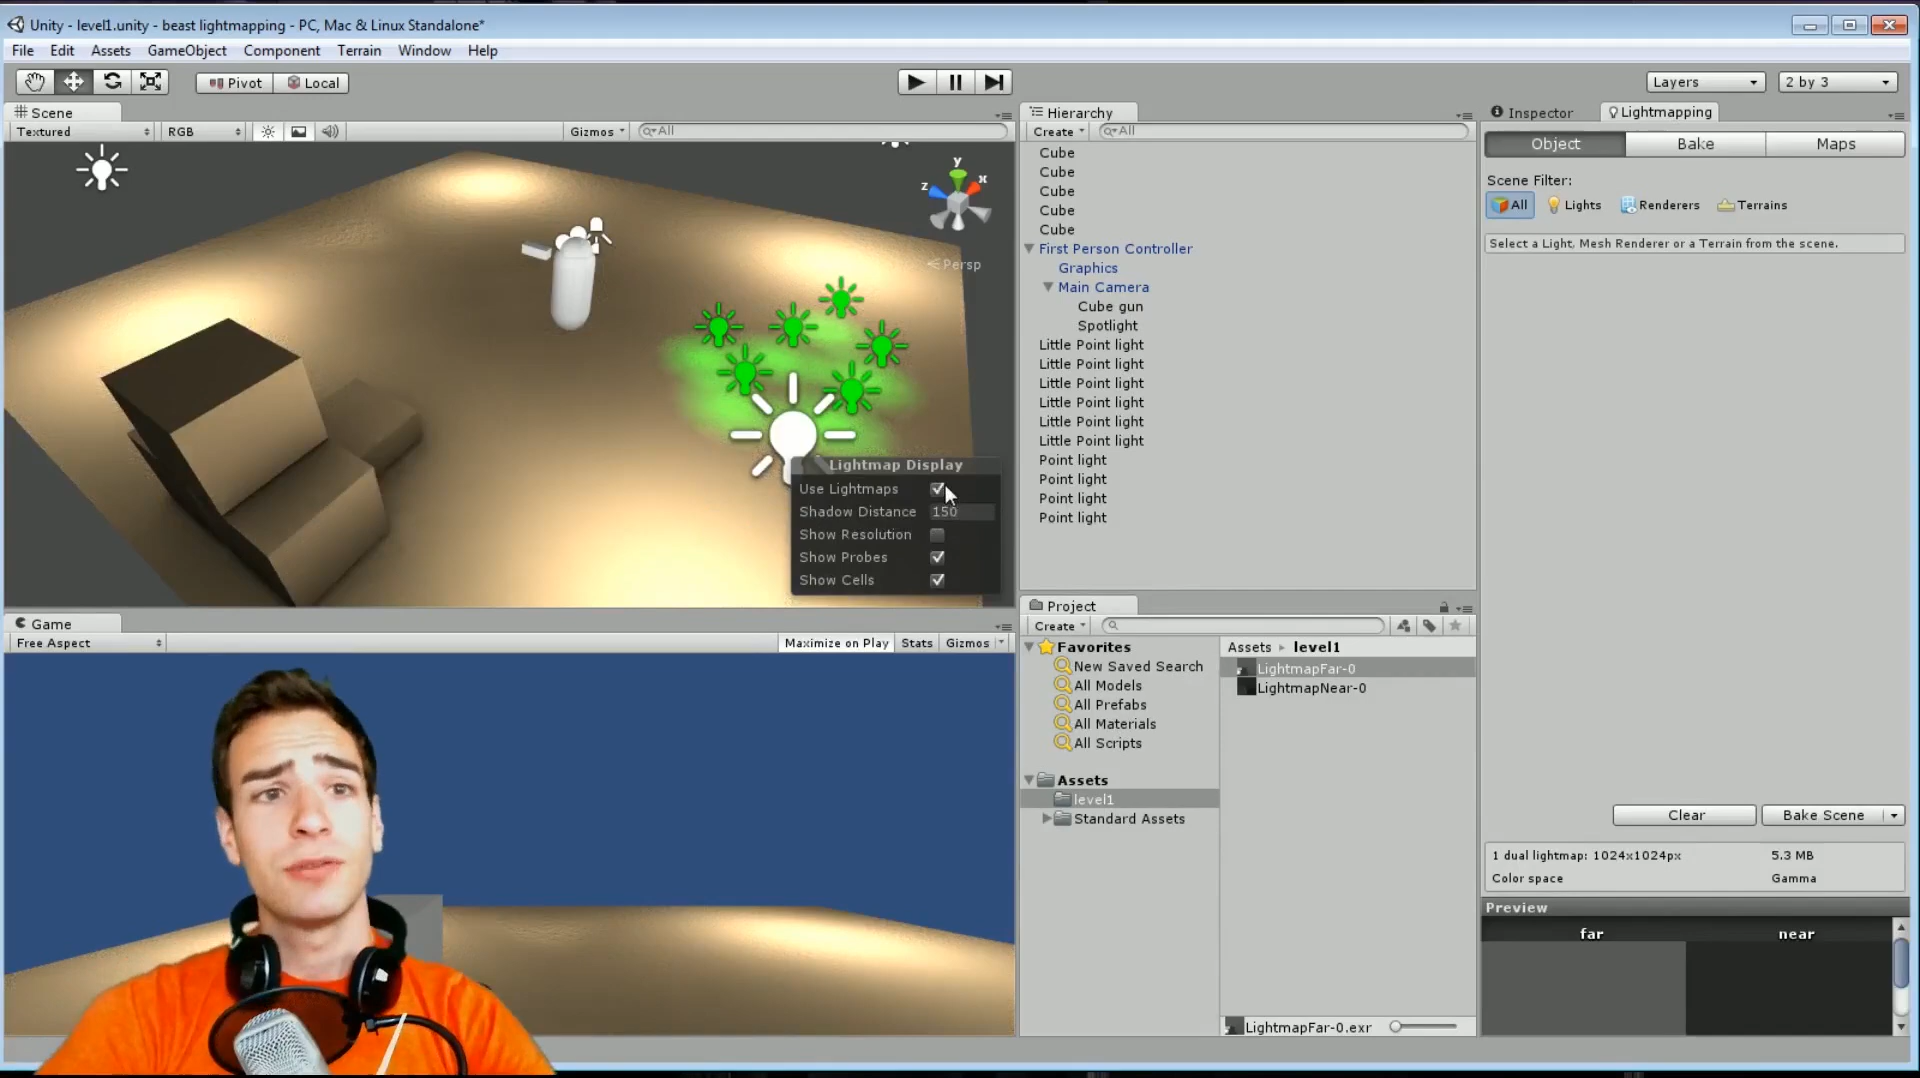 Unity - level1.unity - beast lightmapping - PC, Mac & Linux Standalone*
File Edit Assets GameObject Component Terrain Window Help
Pivot Local
Layers 2 by 3
Scene
Textured RGB Gizmos All
y
x
z
Persp
Lightmap Display
Use Lightmaps
Shadow Distance 150
Show Resolution
Show Probes
Show Cells
Game
Free Aspect Maximize on Play Stats Gizmos
Hierarchy
Create All
Cube
Cube
Cube
Cube
Cube
First Person Controller
Graphics
Main Camera
Cube gun
Spotlight
Little Point light
Little Point light
Little Point light
Little Point light
Little Point light
Little Point light
Point light
Point light
Point light
Point light
Project
Create
Favorites
New Saved Search
All Models
All Prefabs
All Materials
All Scripts
Assets
level1
Standard Assets
Assets level1
LightmapFar-0
LightmapNear-0
LightmapFar-0.exr
Inspector Lightmapping
Object Bake Maps
Scene Filter:
All Lights Renderers Terrains
Select a Light, Mesh Renderer or a Terrain from the scene.
Clear Bake Scene
1 dual lightmap: 1024x1024px 5.3 MB
Color space Gamma
Preview
far near